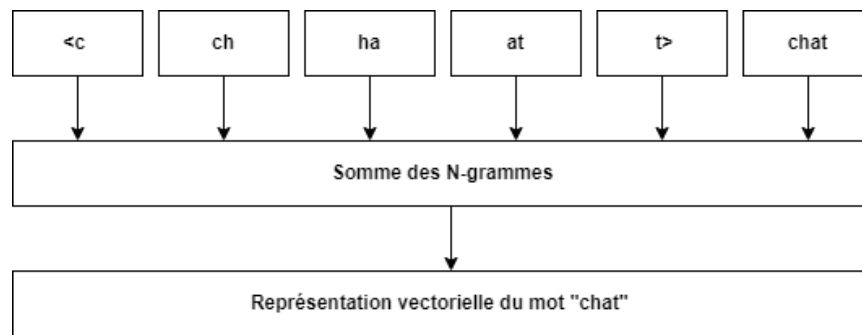 <c
ch
ha
at
t>
chat
Somme des N-grammes
Représentation vectorielle du mot "chat"